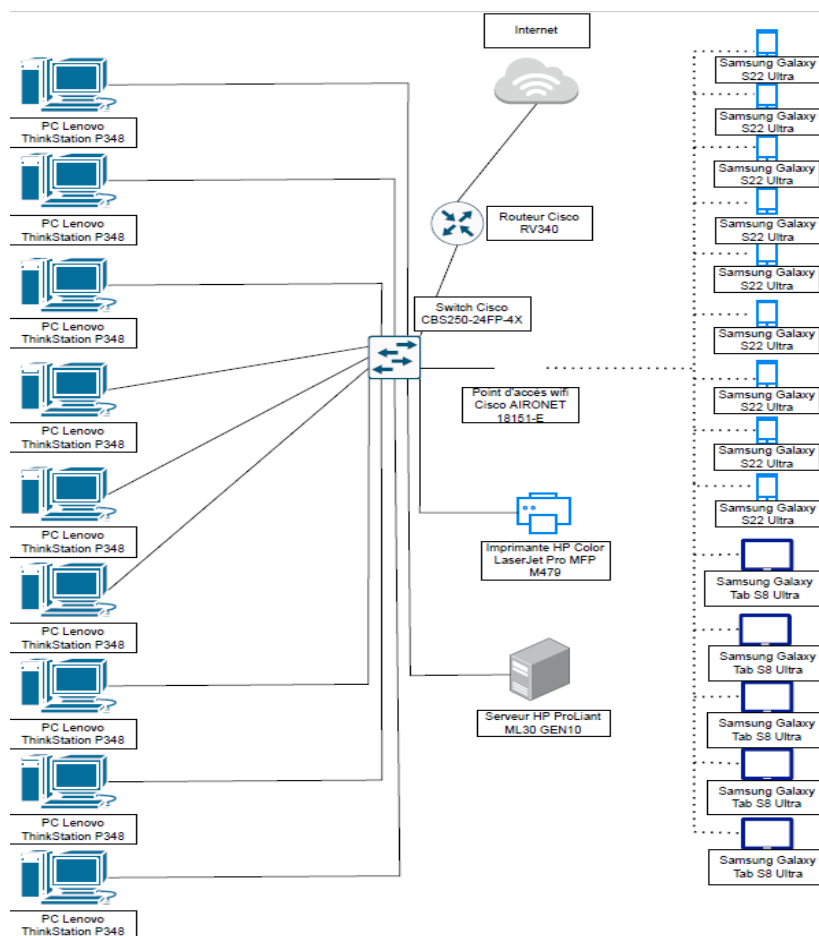 Internet
PC Lenovo
ThinkStation P348
PC Lenovo
ThinkStation P348
PC Lenovo
ThinkStation P348
PC Lenovo
ThinkStation P348
PC Lenovo
ThinkStation P348
PC Lenovo
ThinkStation P348
PC Lenovo
ThinkStation P348
PC Lenovo
ThinkStation P348
PC Lenovo
ThinkStation P348
Routeur Cisco
RV340
Switch Cisco
CBS250-24FP-4X
Point d'accès wifi
Cisco AIRONET
18151-E
Imprimante HP Color
LaserJet Pro MFP
M479
Serveur HP ProLiant
ML30 GEN10
Samsung Galaxy
S22 Ultra
Samsung Galaxy
S22 Ultra
Samsung Galaxy
S22 Ultra
Samsung Galaxy
S22 Ultra
Samsung Galaxy
S22 Ultra
Samsung Galaxy
S22 Ultra
Samsung Galaxy
S22 Ultra
Samsung Galaxy
S22 Ultra
Samsung Galaxy
S22 Ultra
Samsung Galaxy
Tab S8 Ultra
Samsung Galaxy
Tab S8 Ultra
Samsung Galaxy
Tab S8 Ultra
Samsung Galaxy
Tab S8 Ultra
Samsung Galaxy
Tab S8 Ultra